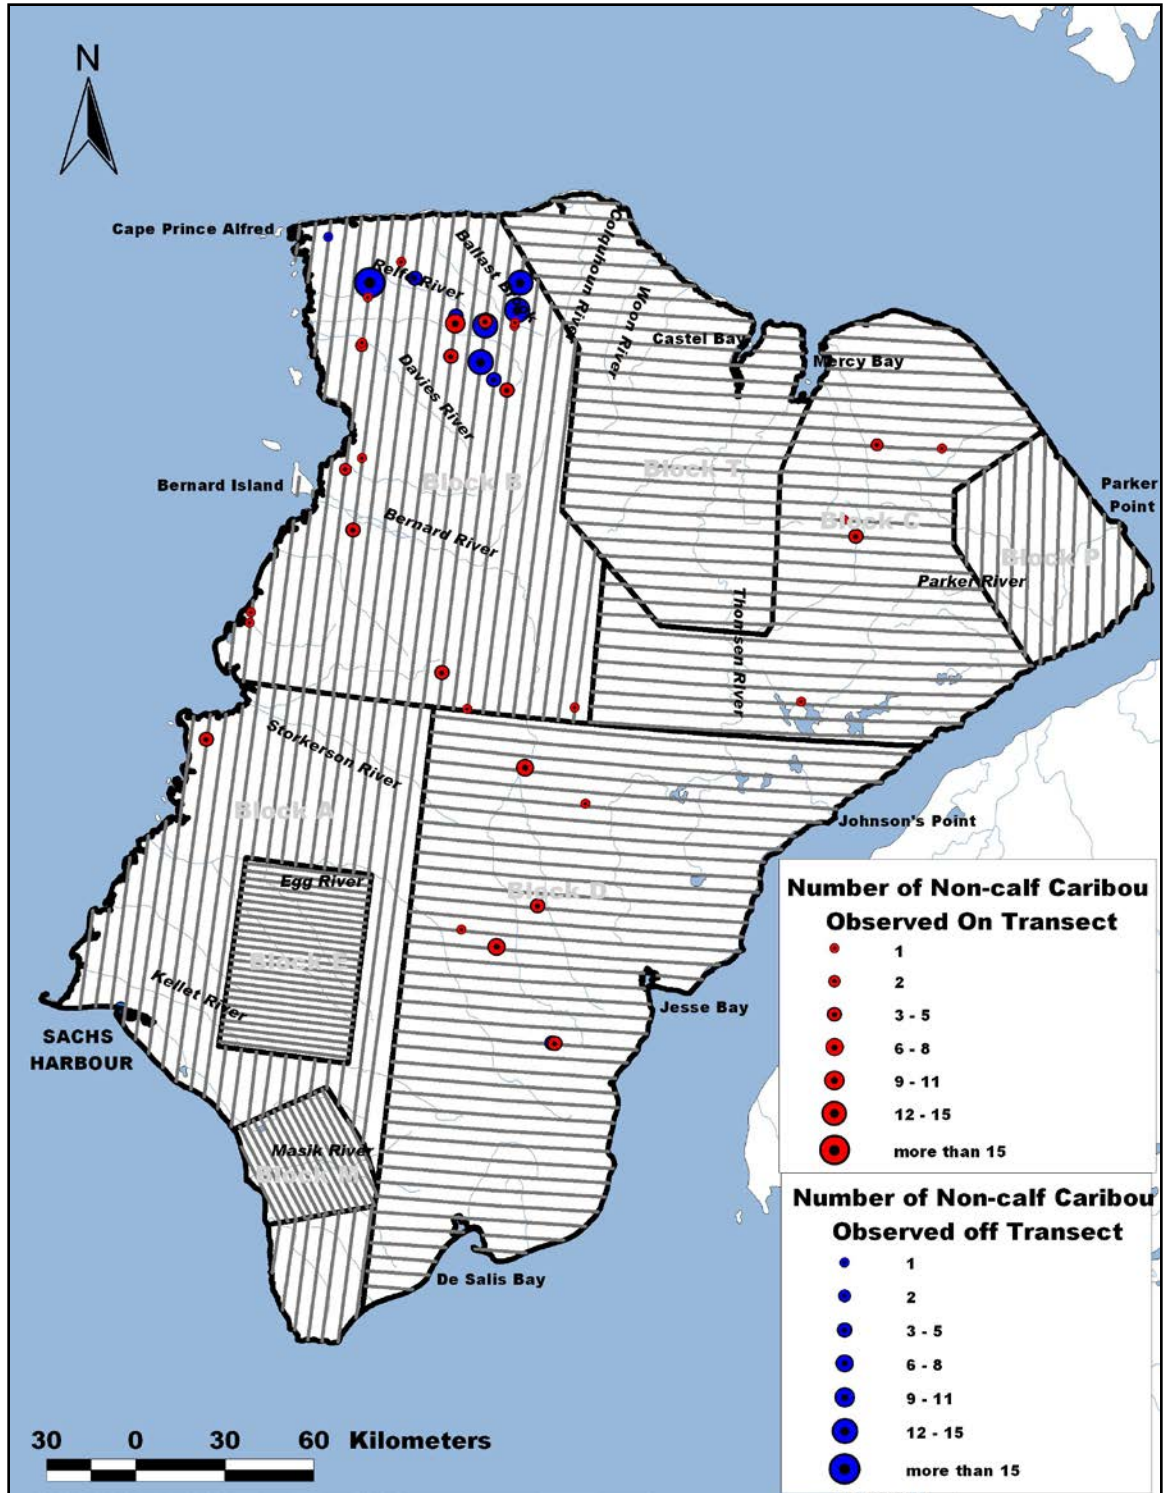 N
Cape Prince Alfred
Relfe River
Ballast Brook
Colquhoun River
Woon River
Castel Bay
Mercy Bay
Davies River
Block B
Block T
Bernard Island
Bernard River
Block C
Parker
Point
Block P
Parker River
Thomsen River
Storkerson River
Block A
Johnson's Point
Egg River
Block D
Block E
Kellet River
Jesse Bay
SACHS
HARBOUR
Masik River
Block M
De Salis Bay
Number of Non-calf Caribou
Observed On Transect
1
2
3 - 5
6 - 8
9 - 11
12 - 15
more than 15
Number of Non-calf Caribou
Observed off Transect
1
2
3 - 5
6 - 8
9 - 11
12 - 15
more than 15
30 0 30 60 Kilometers